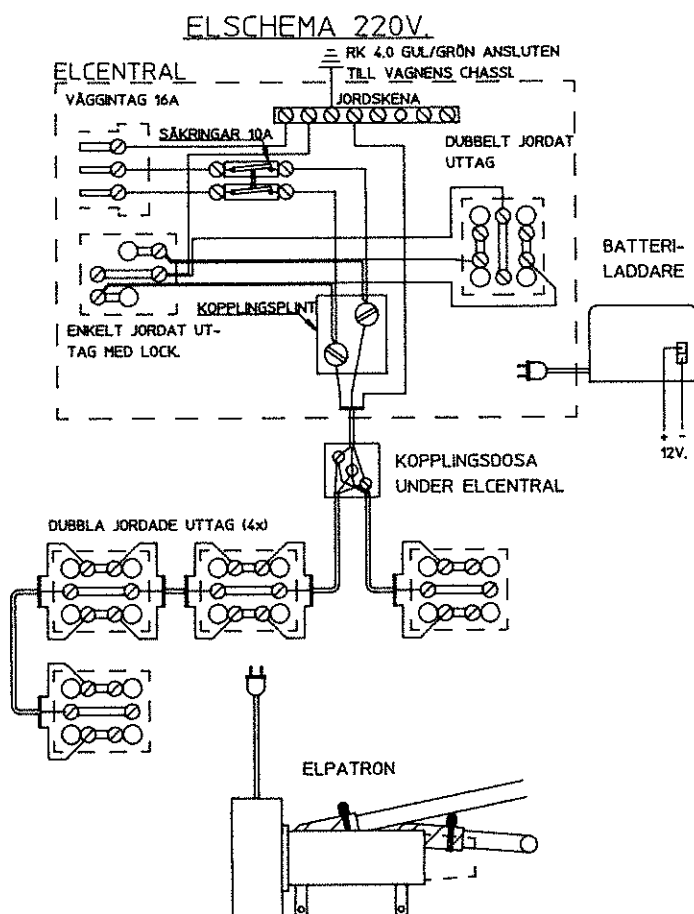 ELSCHEMA 220V.
RK 4.0 GUL/GRÖN ANSLUTEN
TILL VAGNENS CHASSI.
ELCENTRAL
VÄGGINTAG 16A
JORDSKENA
SÄKRINGAR 10A
DUBBELT JORDAT
UTTAG
BATTERI-
LADDARE
KOPPLINGSPLINT
ENKELT JORDAT UT-
TAG MED LOCK.
+ -
12V.
KOPPLINGSDOSA
UNDER ELCENTRAL
DUBBLA JORDADE UTTAG (4x)
ELPATRON